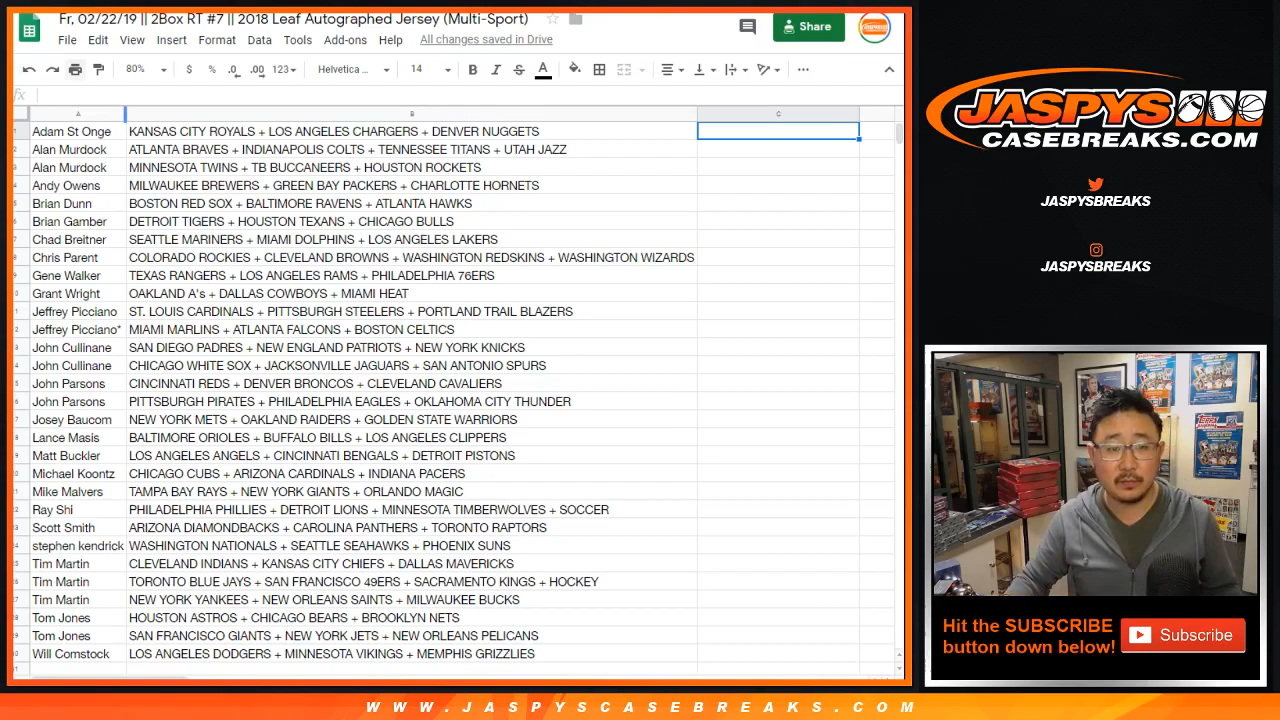 Fr, 02/22/19 || 2Box RT #7 || 2018 Leaf Autographed Jersey (Multi-Sport)
File Edit View Insert Format Data Tools Add-ons Help All changes saved in Drive
Share
80% $ % .0 .00 123 Helvetica ... 14 B I S A
fx
A B C
Adam St Onge KANSAS CITY ROYALS + LOS ANGELES CHARGERS + DENVER NUGGETS
Alan Murdock ATLANTA BRAVES + INDIANAPOLIS COLTS + TENNESSEE TITANS + UTAH JAZZ
Alan Murdock MINNESOTA TWINS + TB BUCCANEERS + HOUSTON ROCKETS
Andy Owens MILWAUKEE BREWERS + GREEN BAY PACKERS + CHARLOTTE HORNETS
Brian Dunn BOSTON RED SOX + BALTIMORE RAVENS + ATLANTA HAWKS
Brian Gamber DETROIT TIGERS + HOUSTON TEXANS + CHICAGO BULLS
Chad Breitner SEATTLE MARINERS + MIAMI DOLPHINS + LOS ANGELES LAKERS
Chris Parent COLORADO ROCKIES + CLEVELAND BROWNS + WASHINGTON REDSKINS + WASHINGTON WIZARDS
Gene Walker TEXAS RANGERS + LOS ANGELES RAMS + PHILADELPHIA 76ERS
Grant Wright OAKLAND A's + DALLAS COWBOYS + MIAMI HEAT
Jeffrey Picciano ST. LOUIS CARDINALS + PITTSBURGH STEELERS + PORTLAND TRAIL BLAZERS
Jeffrey Picciano* MIAMI MARLINS + ATLANTA FALCONS + BOSTON CELTICS
John Cullinane SAN DIEGO PADRES + NEW ENGLAND PATRIOTS + NEW YORK KNICKS
John Cullinane CHICAGO WHITE SOX + JACKSONVILLE JAGUARS + SAN ANTONIO SPURS
John Parsons CINCINNATI REDS + DENVER BRONCOS + CLEVELAND CAVALIERS
John Parsons PITTSBURGH PIRATES + PHILADELPHIA EAGLES + OKLAHOMA CITY THUNDER
Josey Baucom NEW YORK METS + OAKLAND RAIDERS + GOLDEN STATE WARRIORS
Lance Masis BALTIMORE ORIOLES + BUFFALO BILLS + LOS ANGELES CLIPPERS
Matt Buckler LOS ANGELES ANGELS + CINCINNATI BENGALS + DETROIT PISTONS
Michael Koontz CHICAGO CUBS + ARIZONA CARDINALS + INDIANA PACERS
Mike Malvers TAMPA BAY RAYS + NEW YORK GIANTS + ORLANDO MAGIC
Ray Shi PHILADELPHIA PHILLIES + DETROIT LIONS + MINNESOTA TIMBERWOLVES + SOCCER
Scott Smith ARIZONA DIAMONDBACKS + CAROLINA PANTHERS + TORONTO RAPTORS
stephen kendrick WASHINGTON NATIONALS + SEATTLE SEAHAWKS + PHOENIX SUNS
Tim Martin CLEVELAND INDIANS + KANSAS CITY CHIEFS + DALLAS MAVERICKS
Tim Martin TORONTO BLUE JAYS + SAN FRANCISCO 49ERS + SACRAMENTO KINGS + HOCKEY
Tim Martin NEW YORK YANKEES + NEW ORLEANS SAINTS + MILWAUKEE BUCKS
Tom Jones HOUSTON ASTROS + CHICAGO BEARS + BROOKLYN NETS
Tom Jones SAN FRANCISCO GIANTS + NEW YORK JETS + NEW ORLEANS PELICANS
Will Comstock LOS ANGELES DODGERS + MINNESOTA VIKINGS + MEMPHIS GRIZZLIES
JASPYS
CASEBREAKS.COM
JASPYSBREAKS
JASPYSBREAKS
Hit the SUBSCRIBE
button down below!
Subscribe
WWW.JASPYSCASEBREAKS.COM